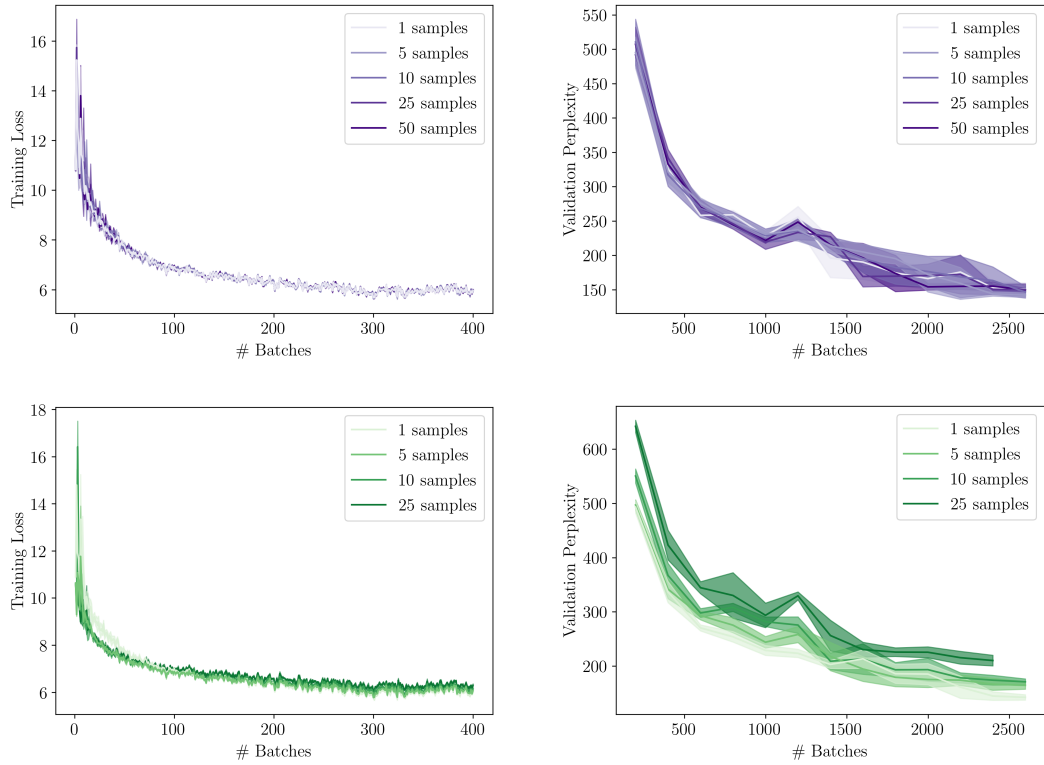 16
14
12
10
8
6
0
100
200
300
400
Training Loss
# Batches
1 samples
5 samples
10 samples
25 samples
50 samples
550
500
450
400
350
300
250
200
150
500
1000
1500
2000
2500
Validation Perplexity
# Batches
1 samples
5 samples
10 samples
25 samples
50 samples
18
16
14
12
10
8
6
0
100
200
300
400
Training Loss
# Batches
1 samples
5 samples
10 samples
25 samples
600
500
400
300
200
500
1000
1500
2000
2500
Validation Perplexity
# Batches
1 samples
5 samples
10 samples
25 samples